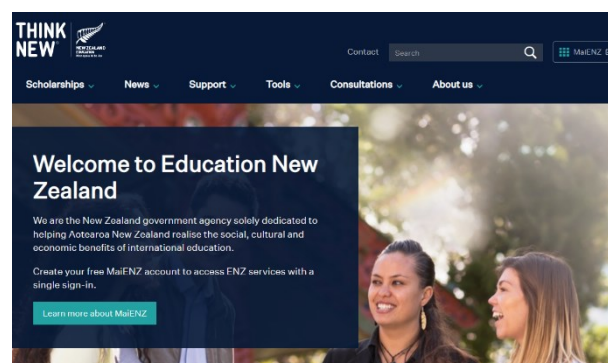 THINK
NEW
NEW ZEALAND
EDUCATION
Contact
Search
MaiENZ
Scholarships
News
Support
Tools
Consultations
About us
Welcome to Education New
Zealand
We are the New Zealand government agency solely dedicated to
helping Aotearoa New Zealand realise the social, cultural and
economic benefits of international education.
Create your free MaiENZ account to access ENZ services with a
single sign-in.
Learn more about MaiENZ